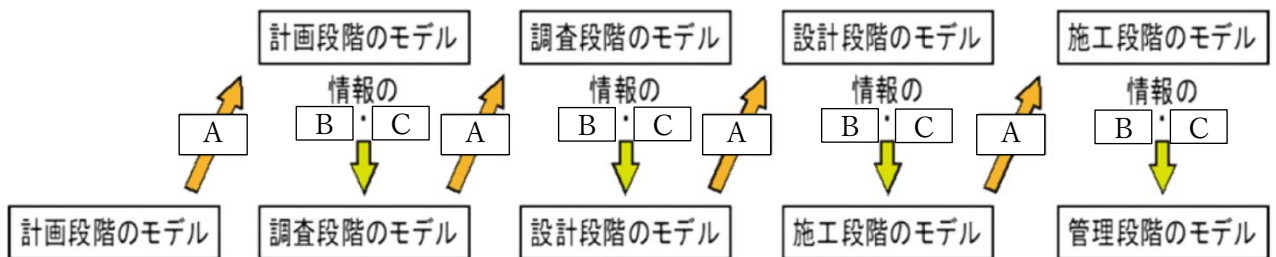 計画段階のモデル 調査段階のモデル 設計段階のモデル 施工段階のモデル
情報の 情報の 情報の 情報の
A B・C A B・C A B・C A B・C
計画段階のモデル 調査段階のモデル 設計段階のモデル 施工段階のモデル 管理段階のモデル